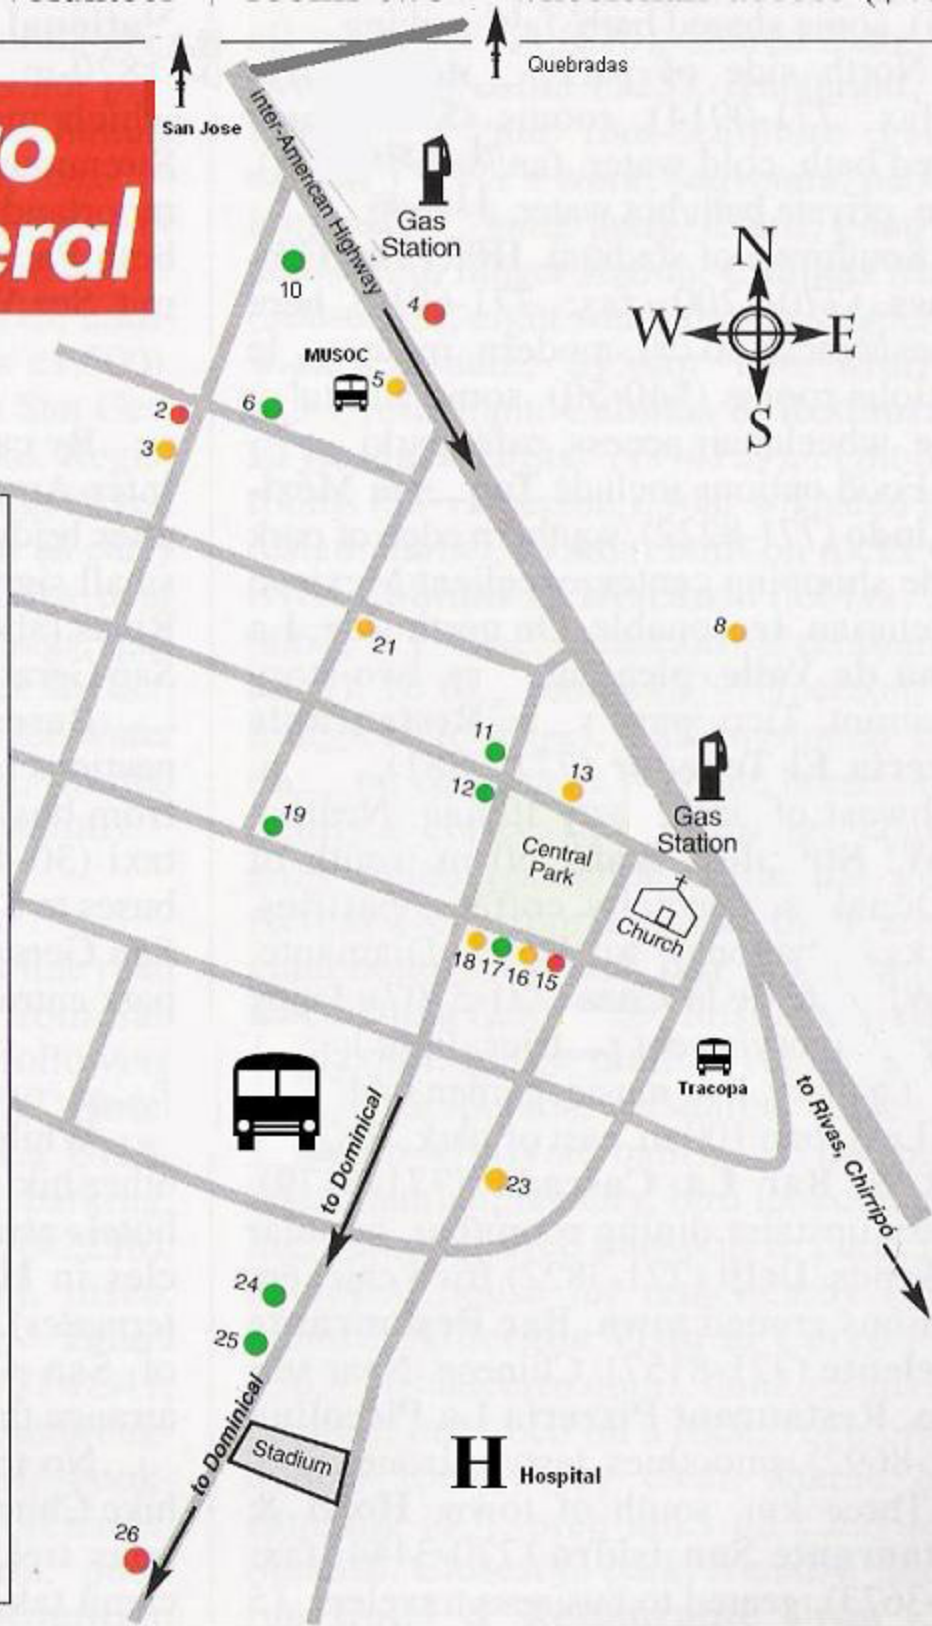 Quebradas
San Jose
o
eral
Inter-American Highway
Gas
Station
10
4
N
W E
S
MUSOC
5
2
6
3
8
21
11
12
13
Gas
Station
19
Central
Park
Church
18 17 16 15
Tracopa
to Dominical
to Rivas, Chirripó
23
24
25
to Dominical
Stadium
H Hospital
26